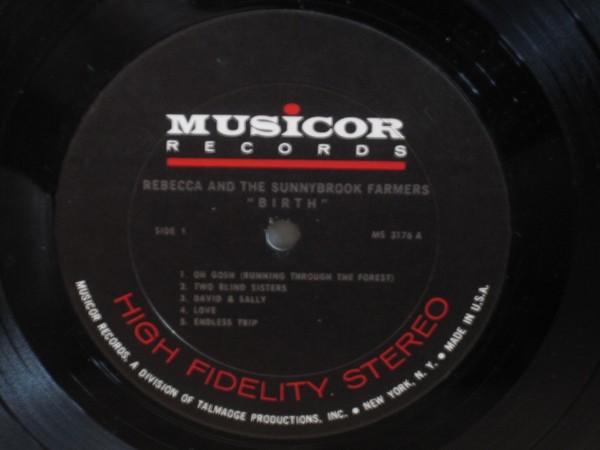 MUSICOR
RECORDS
REBECCA AND THE SUNNYBROOK FARMERS
"BIRTH"
SIDE 1
MS 3176 A
1. OH GOSH (RUNNING THROUGH THE FOREST)
2. TWO BLIND SISTERS
3. DAVID & SALLY
4. LOVE
5. ENDLESS TRIP
HIGH FIDELITY STEREO
MUSICOR RECORDS, A DIVISION OF TALMADGE PRODUCTIONS, INC. • NEW YORK, N. Y. • MADE IN U.S.A.